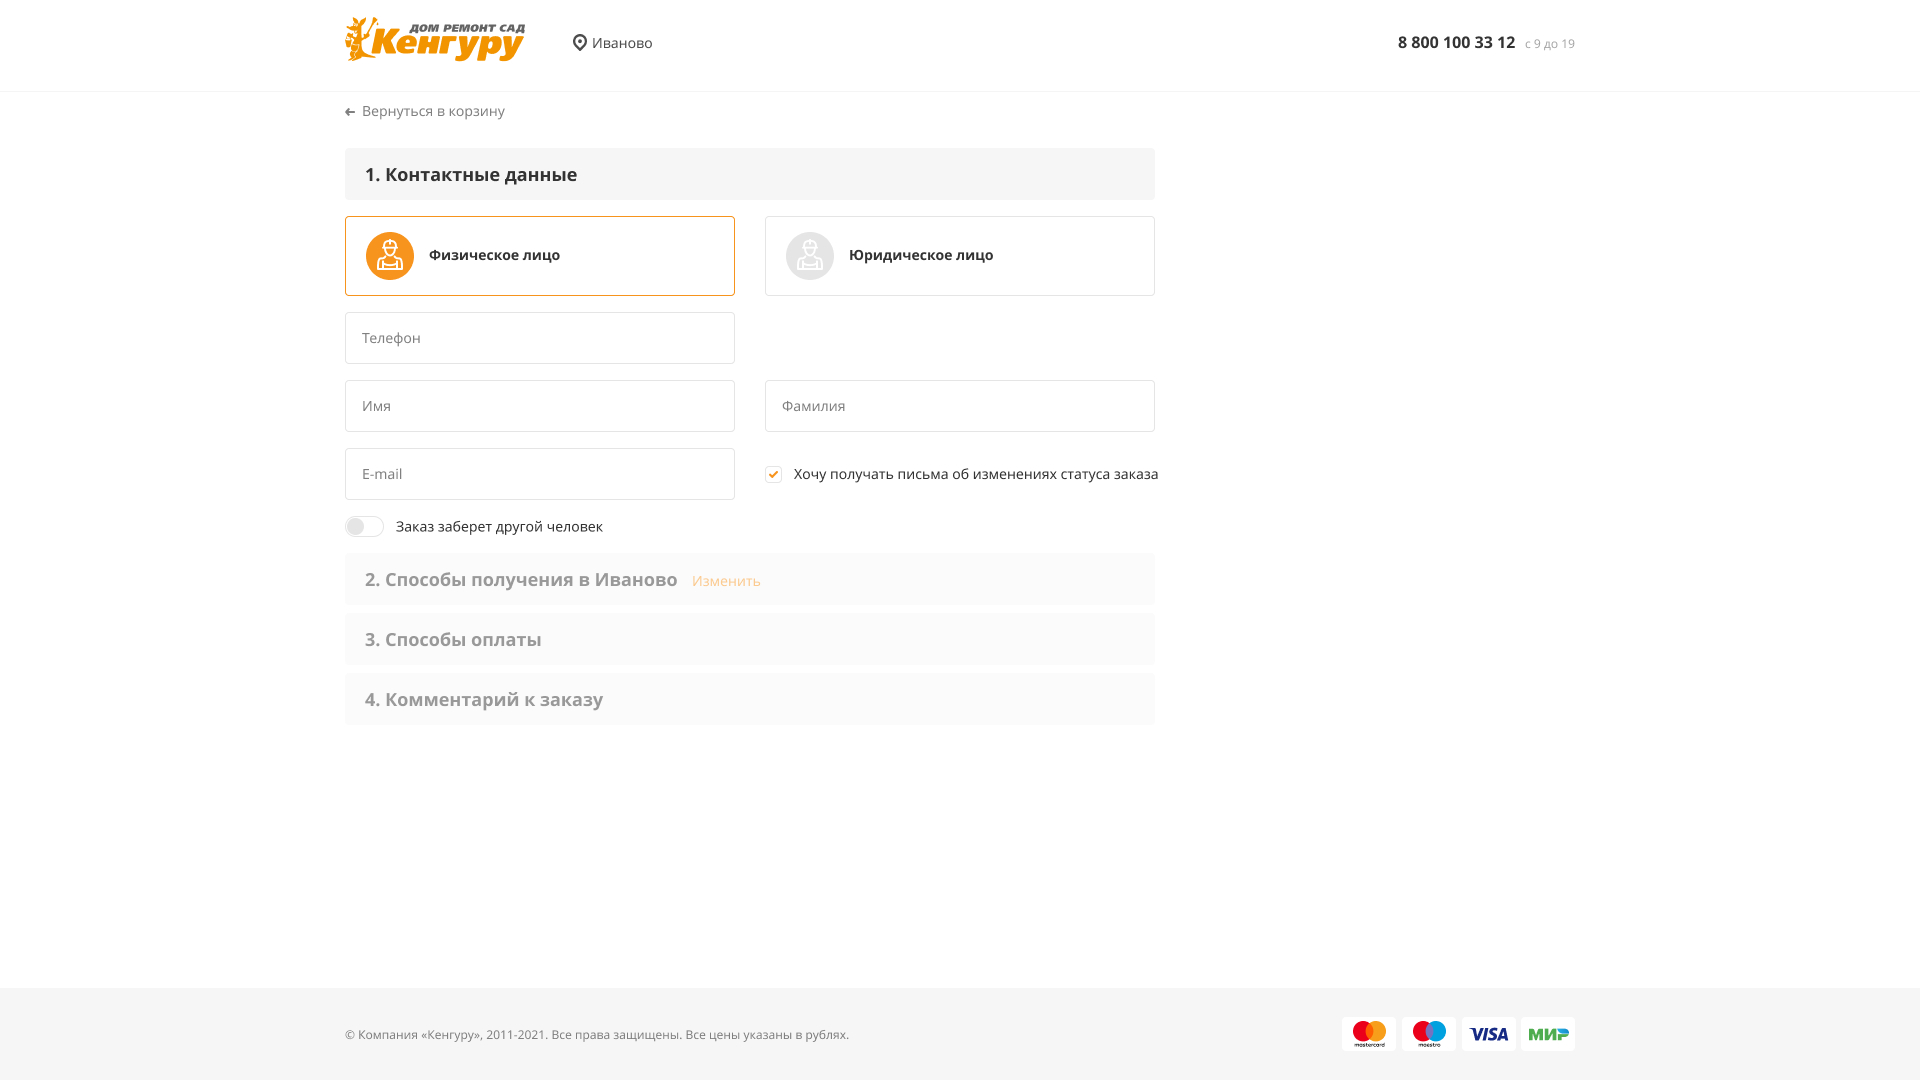 ДОМ РЕМОНТ САД
Кенгуру
Иваново
8 800 100 33 12 с 9 до 19
Вернуться в корзину
1. Контактные данные
Физическое лицо
Юридическое лицо
Телефон
Имя
Фамилия
E-mail
Хочу получать письма об изменениях статуса заказа
Заказ заберет другой человек
2. Способы получения в Иваново Изменить
3. Способы оплаты
4. Комментарий к заказу
© Компания «Кенгуру», 2011-2021. Все права защищены. Все цены указаны в рублях.
mastercard
maestro
VISA
МИР